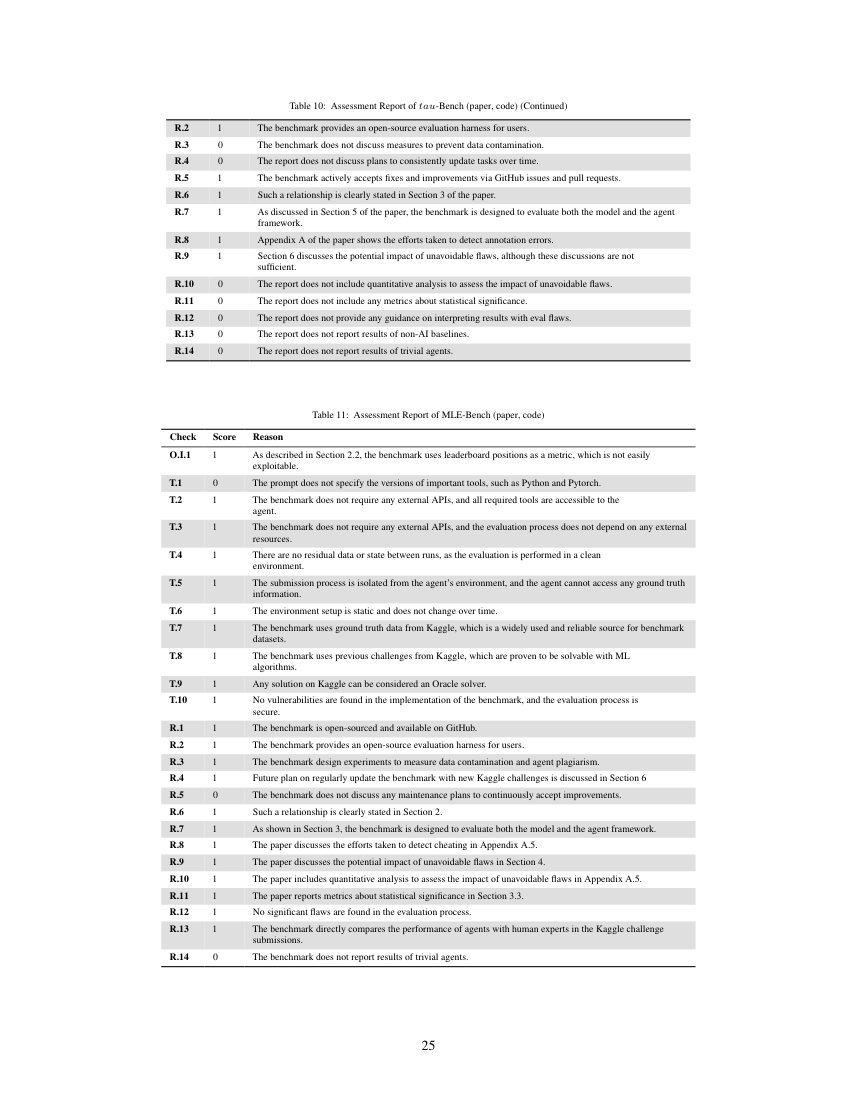 Table 10: Assessment Report of tau-Bench (paper, code) (Continued)
R.2 1 The benchmark provides an open-source evaluation harness for users.
R.3 0 The benchmark does not discuss measures to prevent data contamination.
R.4 0 The report does not discuss plans to consistently update tasks over time.
R.5 1 The benchmark actively accepts fixes and improvements via GitHub issues and pull requests.
R.6 1 Such a relationship is clearly stated in Section 3 of the paper.
R.7 1 As discussed in Section 5 of the paper, the benchmark is designed to evaluate both the model and the agent
framework.
R.8 1 Appendix A of the paper shows the efforts taken to detect annotation errors.
R.9 1 Section 6 discusses the potential impact of unavoidable flaws, although these discussions are not
sufficient.
R.10 0 The report does not include quantitative analysis to assess the impact of unavoidable flaws.
R.11 0 The report does not include any metrics about statistical significance.
R.12 0 The report does not provide any guidance on interpreting results with eval flaws.
R.13 0 The report does not report results of non-AI baselines.
R.14 0 The report does not report results of trivial agents.
Table 11: Assessment Report of MLE-Bench (paper, code)
Check Score Reason
O.I.1 1 As described in Section 2.2, the benchmark uses leaderboard positions as a metric, which is not easily
exploitable.
T.1 0 The prompt does not specify the versions of important tools, such as Python and Pytorch.
T.2 1 The benchmark does not require any external APIs, and all required tools are accessible to the
agent.
T.3 1 The benchmark does not require any external APIs, and the evaluation process does not depend on any external
resources.
T.4 1 There are no residual data or state between runs, as the evaluation is performed in a clean
environment.
T.5 1 The submission process is isolated from the agent's environment, and the agent cannot access any ground truth
information.
T.6 1 The environment setup is static and does not change over time.
T.7 1 The benchmark uses ground truth data from Kaggle, which is a widely used and reliable source for benchmark
datasets.
T.8 1 The benchmark uses previous challenges from Kaggle, which are proven to be solvable with ML
algorithms.
T.9 1 Any solution on Kaggle can be considered an Oracle solver.
T.10 1 No vulnerabilities are found in the implementation of the benchmark, and the evaluation process is
secure.
R.1 1 The benchmark is open-sourced and available on GitHub.
R.2 1 The benchmark provides an open-source evaluation harness for users.
R.3 1 The benchmark design experiments to measure data contamination and agent plagiarism.
R.4 1 Future plan on regularly update the benchmark with new Kaggle challenges is discussed in Section 6
R.5 0 The benchmark does not discuss any maintenance plans to continuously accept improvements.
R.6 1 Such a relationship is clearly stated in Section 2.
R.7 1 As shown in Section 3, the benchmark is designed to evaluate both the model and the agent framework.
R.8 1 The paper discusses the efforts taken to detect cheating in Appendix A.5.
R.9 1 The paper discusses the potential impact of unavoidable flaws in Section 4.
R.10 1 The paper includes quantitative analysis to assess the impact of unavoidable flaws in Appendix A.5.
R.11 1 The paper reports metrics about statistical significance in Section 3.3.
R.12 1 No significant flaws are found in the evaluation process.
R.13 1 The benchmark directly compares the performance of agents with human experts in the Kaggle challenge
submissions.
R.14 0 The benchmark does not report results of trivial agents.
25